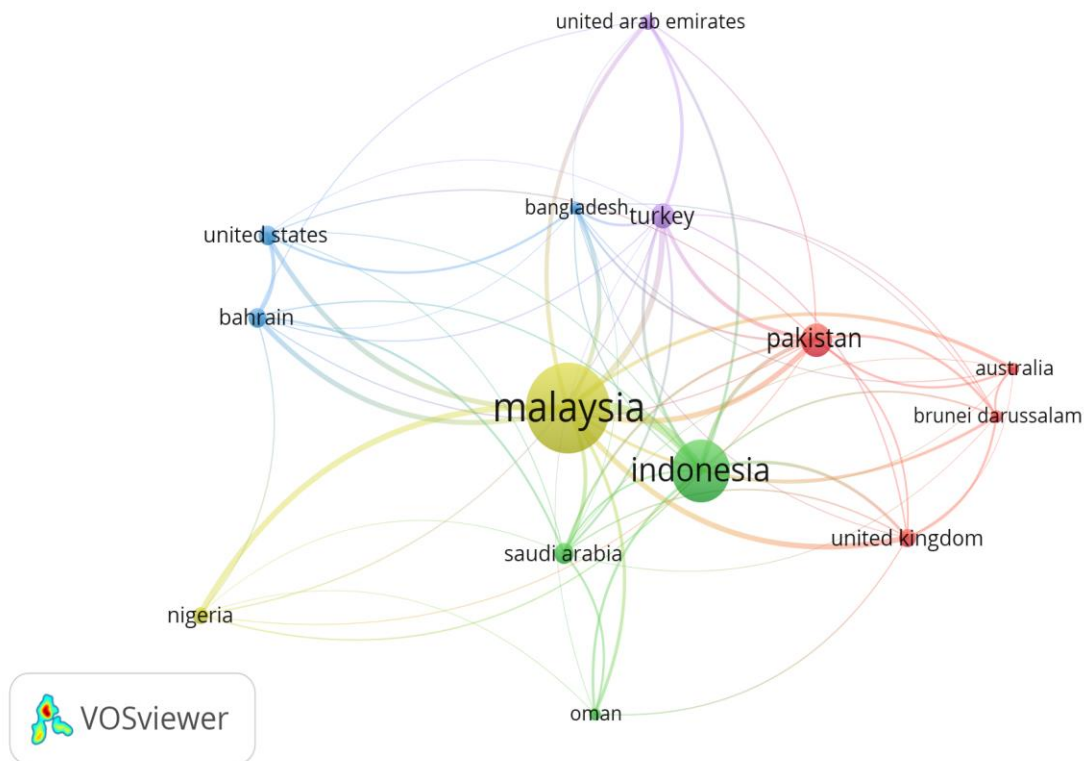 united arab emirates
bangladesh
turkey
united states
bahrain
pakistan
australia
malaysia
brunei darussalam
indonesia
united kingdom
saudi arabia
nigeria
oman
VOSviewer